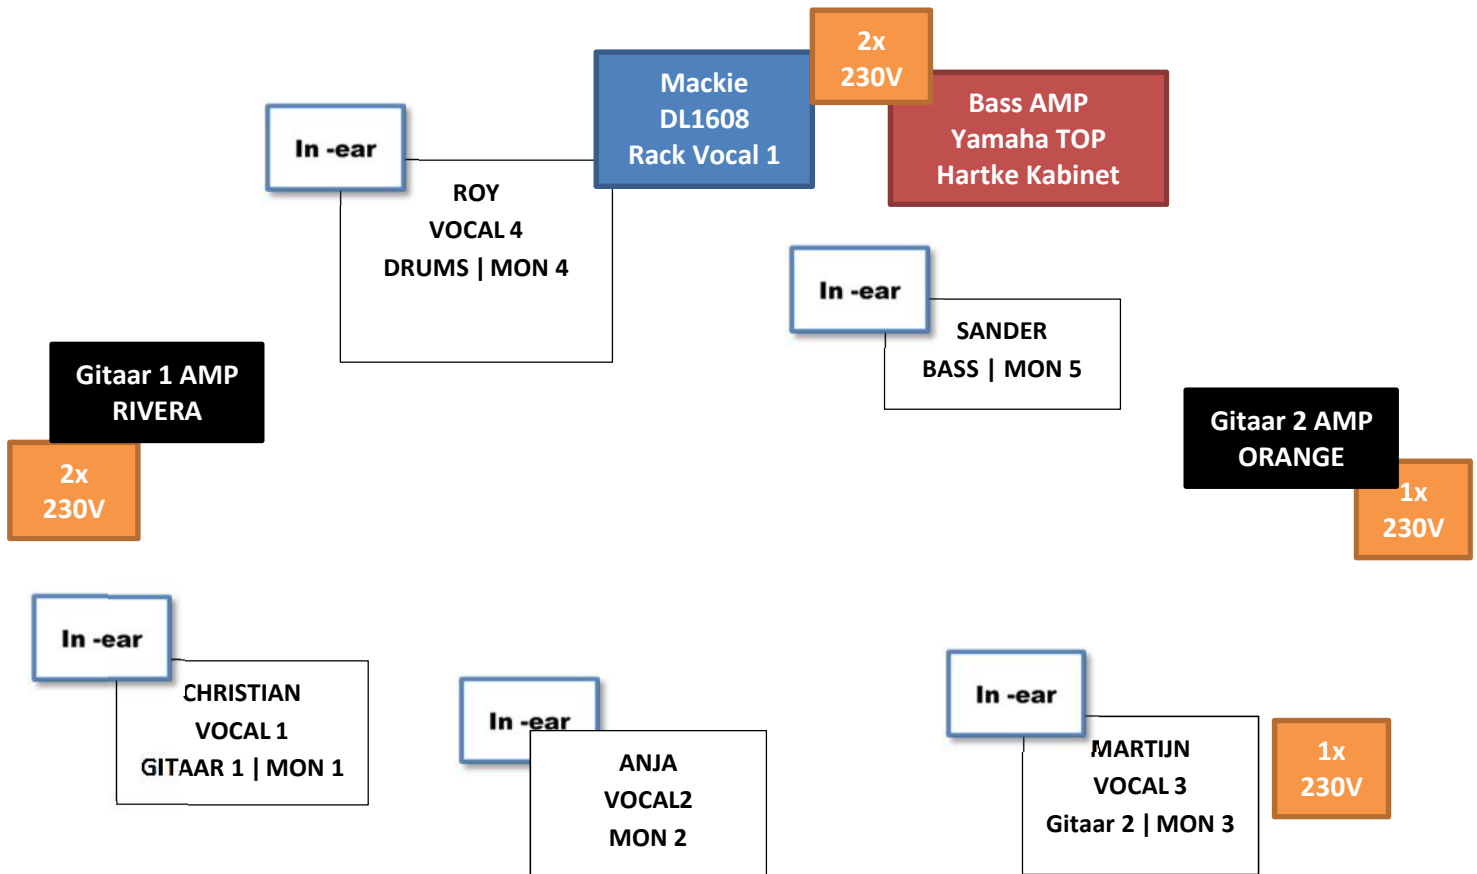 2x
230V
Mackie
DL1608
Rack Vocal 1
Bass AMP
Yamaha TOP
Hartke Kabinet
In -ear
ROY
VOCAL 4
DRUMS | MON 4
In -ear
SANDER
BASS | MON 5
Gitaar 1 AMP
RIVERA
2x
230V
Gitaar 2 AMP
ORANGE
1x
230V
In -ear
CHRISTIAN
VOCAL 1
GITAAR 1 | MON 1
In -ear
ANJA
VOCAL2
MON 2
In -ear
MARTIJN
VOCAL 3
Gitaar 2 | MON 3
1x
230V